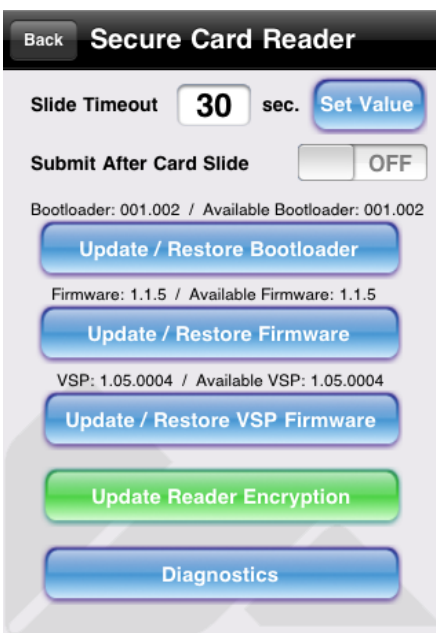 Back Secure Card Reader
Slide Timeout 30 sec. Set Value
Submit After Card Slide OFF
Bootloader: 001.002 / Available Bootloader: 001.002
Update / Restore Bootloader
Firmware: 1.1.5 / Available Firmware: 1.1.5
Update / Restore Firmware
VSP: 1.05.0004 / Available VSP: 1.05.0004
Update / Restore VSP Firmware
Update Reader Encryption
Diagnostics